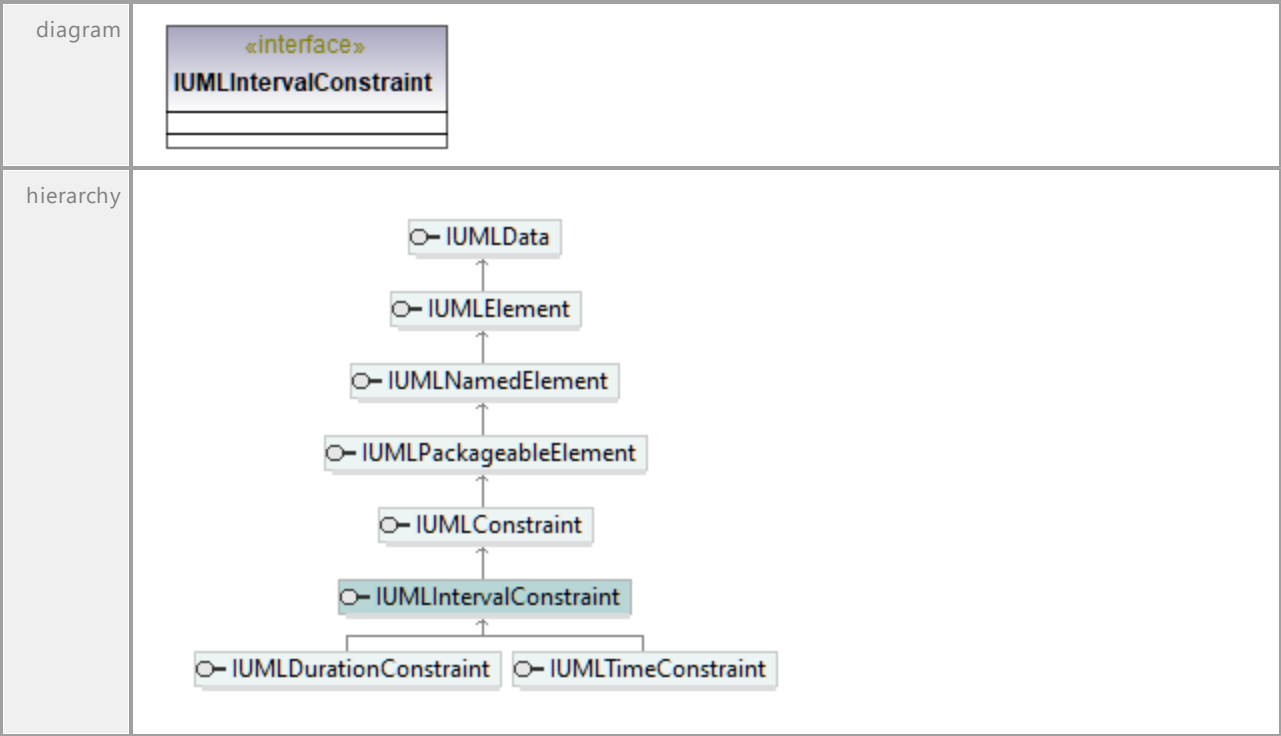 diagram
«interface»
IUMLIntervalConstraint
hierarchy
IUMLData
IUMLElement
IUMLNamedElement
IUMLPackageableElement
IUMLConstraint
IUMLIntervalConstraint
IUMLDurationConstraint IUMLTimeConstraint